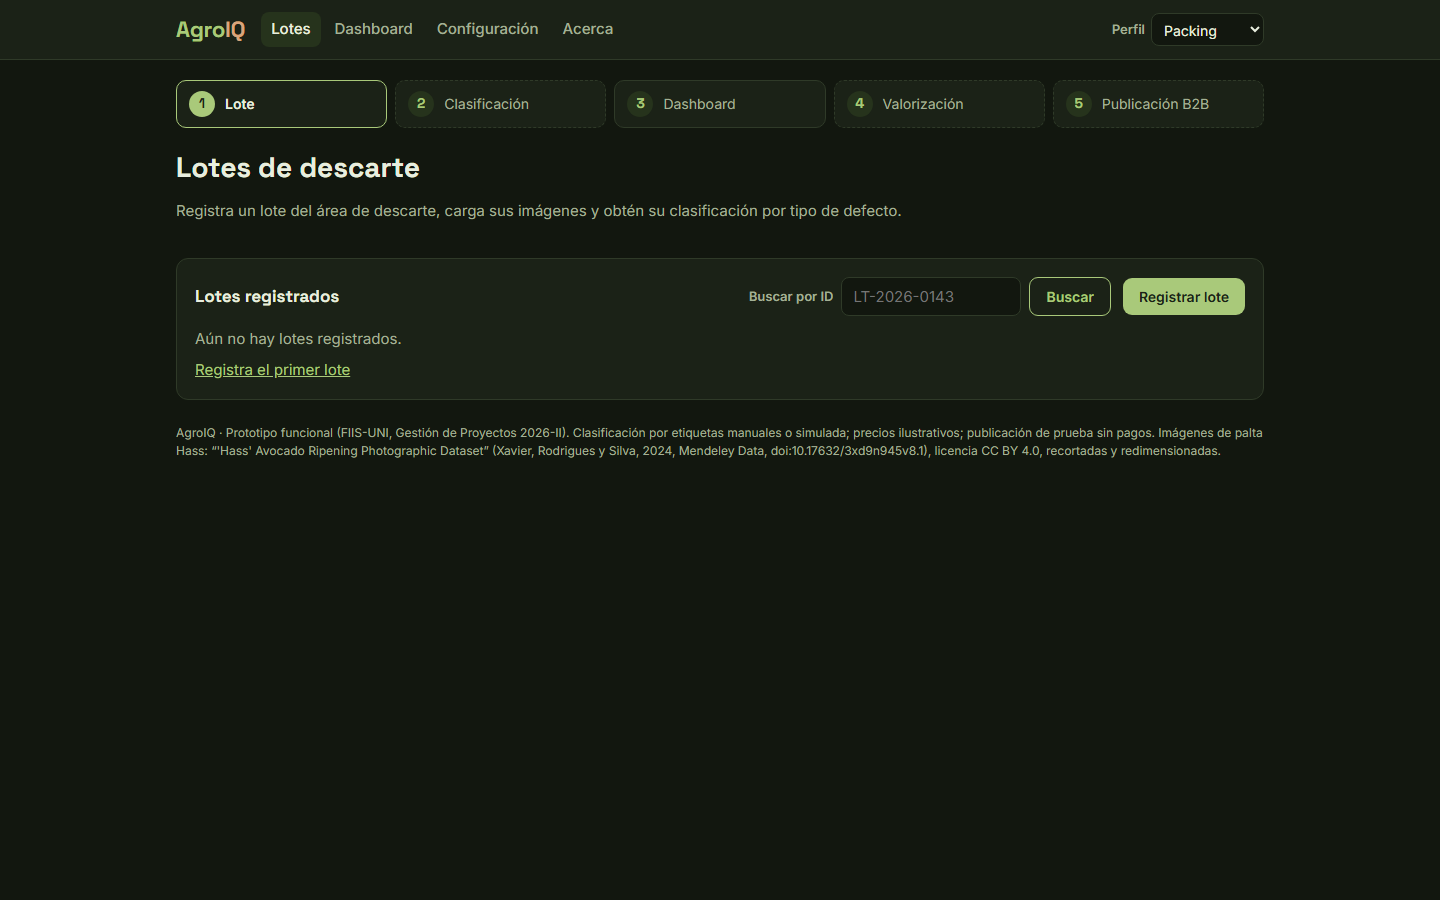 AgroIQ Lotes Dashboard Configuración Acerca Perfil Packing
1 Lote 2 Clasificación 3 Dashboard 4 Valorización 5 Publicación B2B
Lotes de descarte
Registra un lote del área de descarte, carga sus imágenes y obtén su clasificación por tipo de defecto.
Lotes registrados Buscar por ID LT-2026-0143 Buscar Registrar lote
Aún no hay lotes registrados.
Registra el primer lote
AgroIQ · Prototipo funcional (FIIS-UNI, Gestión de Proyectos 2026-II). Clasificación por etiquetas manuales o simulada; precios ilustrativos; publicación de prueba sin pagos. Imágenes de palta
Hass: “'Hass' Avocado Ripening Photographic Dataset” (Xavier, Rodrigues y Silva, 2024, Mendeley Data, doi:10.17632/3xd9n945v8.1), licencia CC BY 4.0, recortadas y redimensionadas.